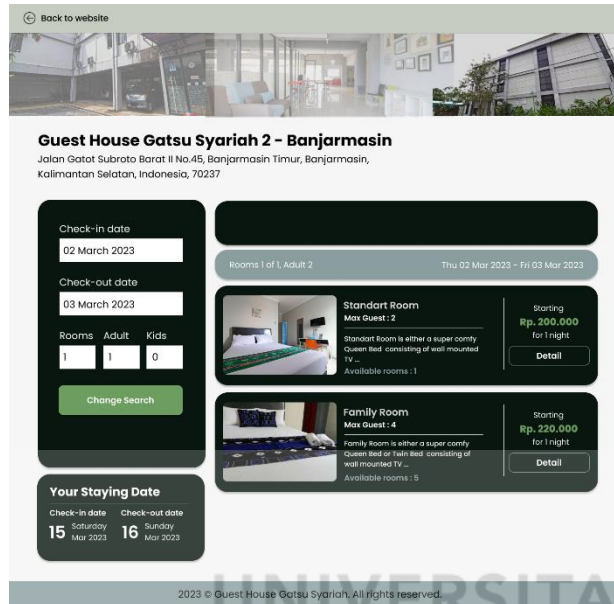 Back to website
Guest House Gatsu Syariah 2 - Banjarmasin
Jalan Gatot Subroto Barat II No.45, Banjarmasin Timur, Banjarmasin,
Kalimantan Selatan, Indonesia, 70237
Check-in date
02 March 2023
Check-out date
03 March 2023
Rooms Adult Kids
1 1 0
Change Search
Your Staying Date
Check-in date Check-out date
15 Saturday Mar 2023 16 Sunday Mar 2023
Rooms 1 of 1, Adult 2 Thu 02 Mar 2023 - Fri 03 Mar 2023
Standart Room
Max Guest : 2
Standart Room is either a super comfy
Queen Bed consisting of wall mounted
TV ...
Available rooms : 1
Starting
Rp. 200.000
for 1 night
Detail
Family Room
Max Guest : 4
Family Room is either a super comfy
Queen Bed or Twin Bed consisting of
wall mounted TV ...
Available rooms : 5
Starting
Rp. 220.000
for 1 night
Detail
UNIVERSITA
2023 © Guest House Gatsu Syariah. All rights reserved.